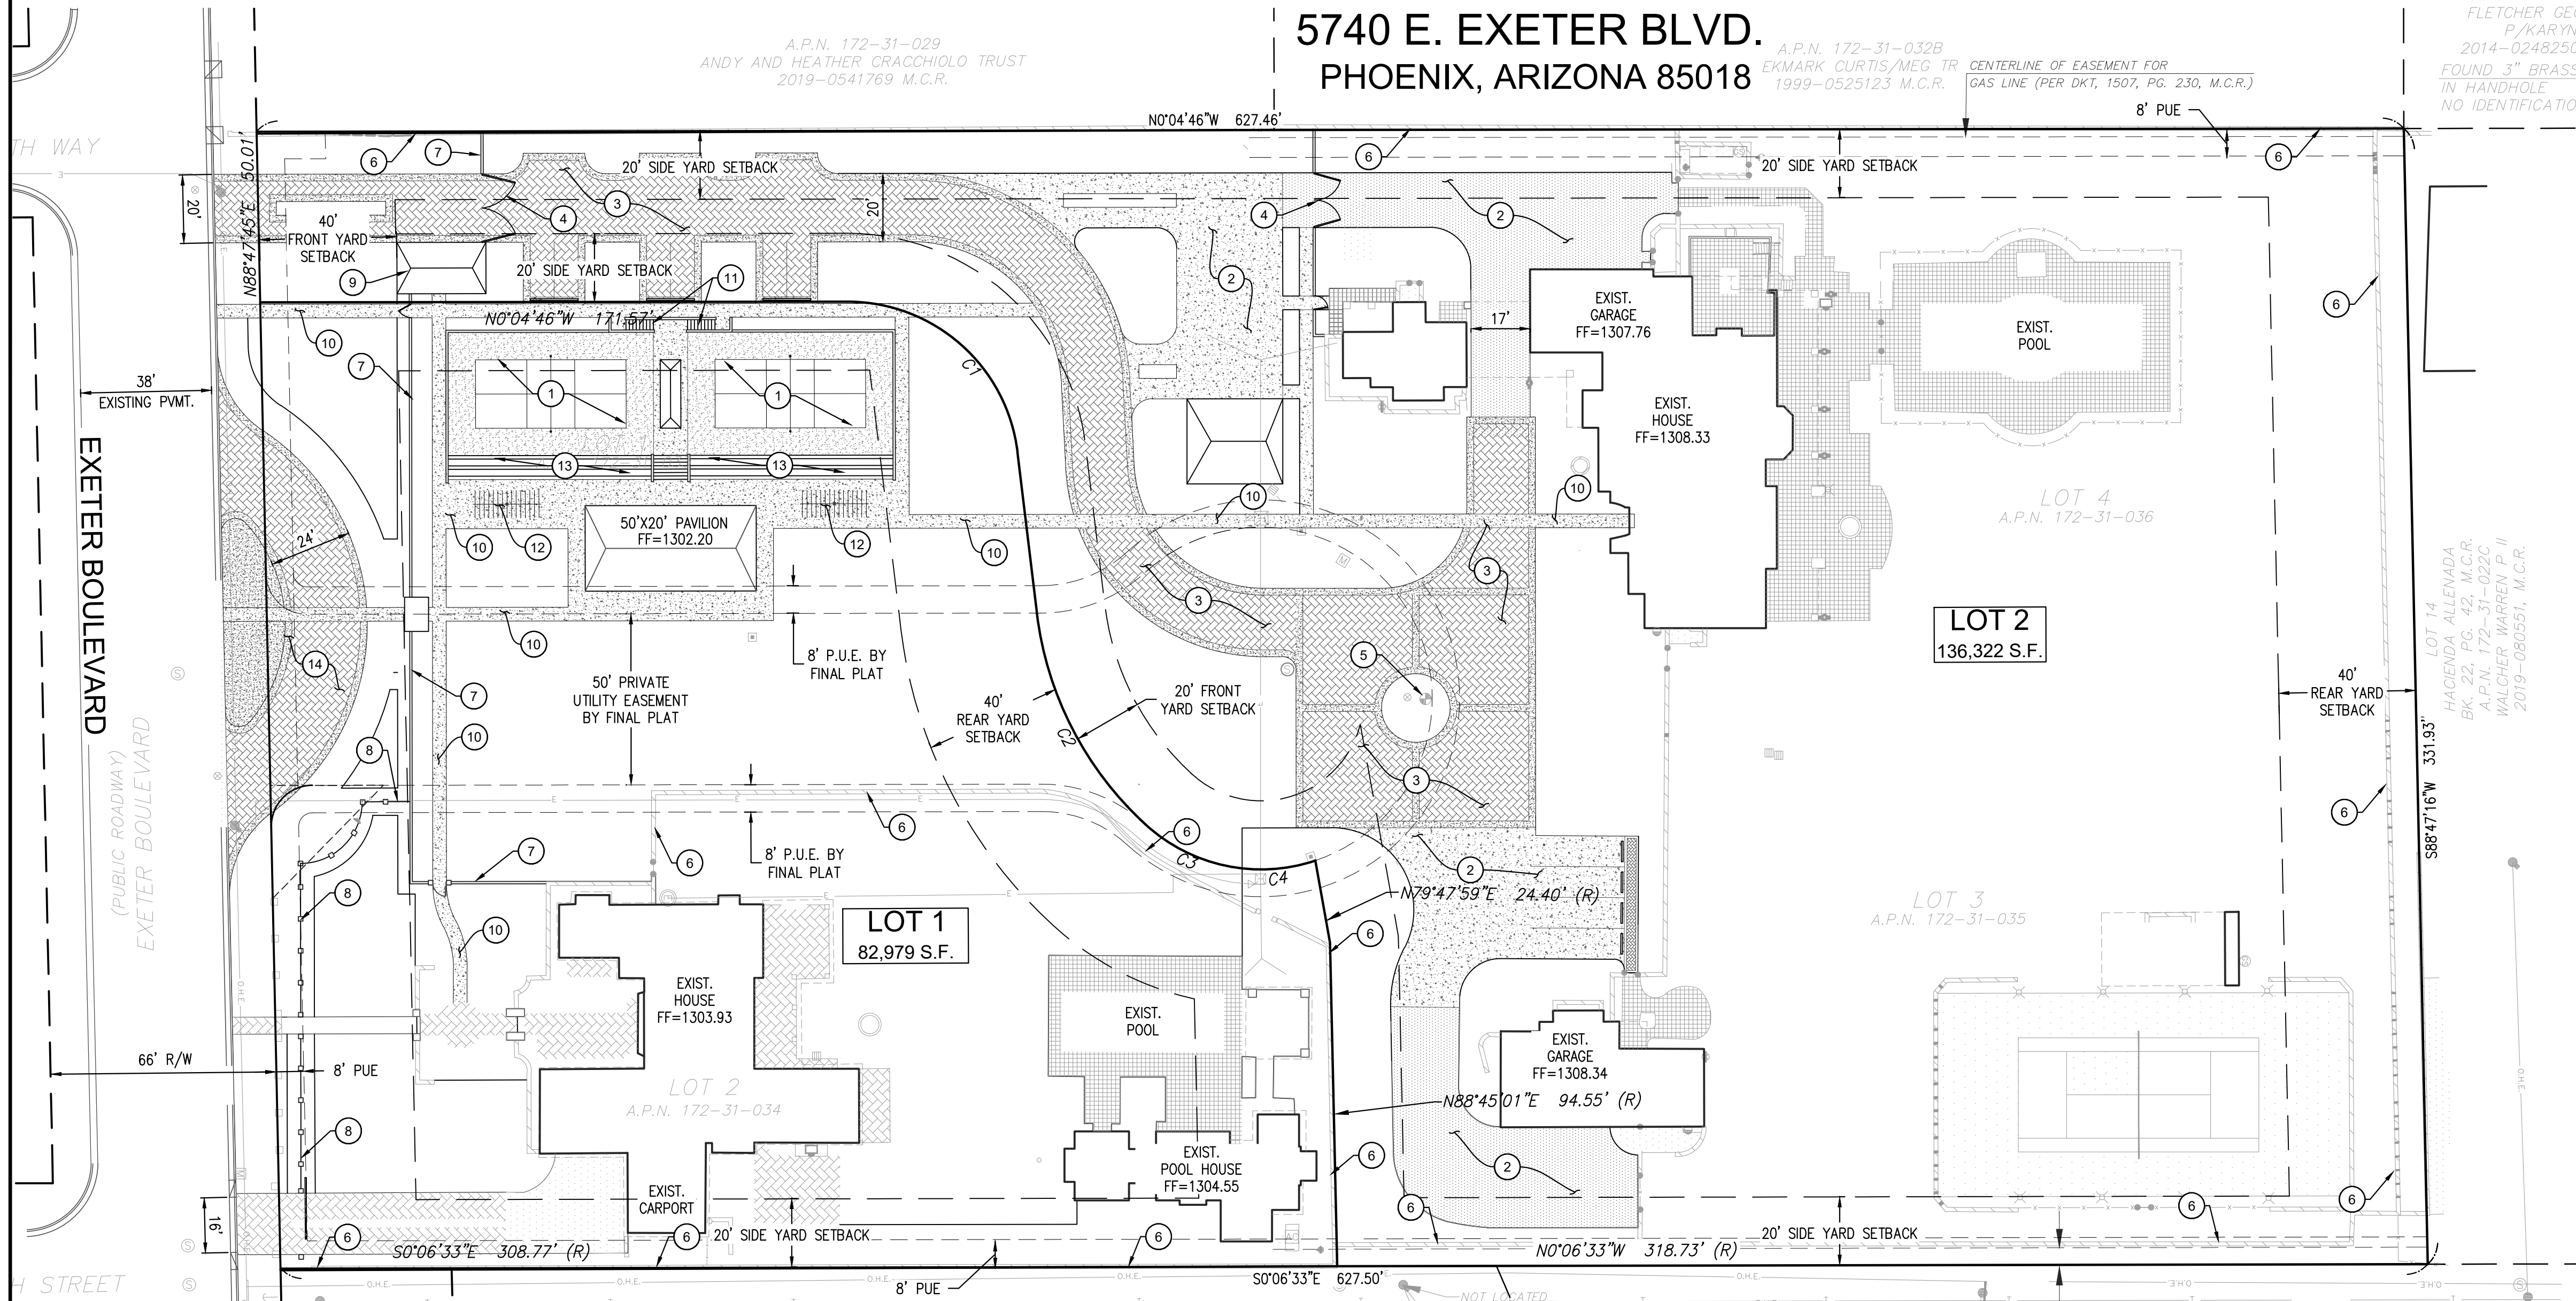 5740 E. EXETER BLVD.
PHOENIX, ARIZONA 85018
A.P.N. 172-31-029
ANDY AND HEATHER CRACCHIOLO TRUST
2019-0541769 M.C.R.
A.P.N. 172-31-032B
EKMARK CURTIS/MEG TR
1999-0525123 M.C.R.
CENTERLINE OF EASEMENT FOR
GAS LINE (PER DKT, 1507, PG. 230, M.C.R.)
P/KARYN
2014-0248250
FOUND 3" BRASS
IN HANDHOLE
NO IDENTIFICATIO
8' PUE
N0°04'46"W 627.46'
TH WAY
N88°47'45"E 50.01'
6
7
20' SIDE YARD SETBACK
6
20' SIDE YARD SETBACK
6
20'
40'
FRONT YARD
SETBACK
4
3
20'
4
2
9
20' SIDE YARD SETBACK
11
2
6
N0°04'46"W 171.57'
10
7
C1
17'
EXIST.
GARAGE
FF=1307.76
EXIST.
POOL
38'
EXISTING PVMT.
1
1
EXIST.
HOUSE
FF=1308.33
13
13
10
10
LOT 4
A.P.N. 172-31-036
24'
10
12
50'X20' PAVILION
FF=1302.20
12
10
3
3
EXETER BOULEVARD
10
14
8' P.U.E. BY
FINAL PLAT
5
LOT 2
136,322 S.F.
7
50' PRIVATE
UTILITY EASEMENT
BY FINAL PLAT
40'
REAR YARD
SETBACK
20' FRONT
YARD SETBACK
40'
REAR YARD
SETBACK
LOT 14
HACIENDA ALLENADA
BK. 22, PG. 42, M.C.R.
A.P.N. 172-31-022C
WALCHER WARREN P II
2019-0805551, M.C.R.
S88°47'16"W 331.93'
(PUBLIC ROADWAY)
EXETER BOULEVARD
8
10
C2
3
6
7
6
6
6
8' P.U.E. BY
FINAL PLAT
C3
C4
2
8
10
N79°47'59"E 24.40' (R)
6
LOT 1
82,979 S.F.
LOT 3
A.P.N. 172-31-035
EXIST.
HOUSE
FF=1303.93
EXIST.
POOL
EXIST.
GARAGE
FF=1308.34
66' R/W
8' PUE
LOT 2
A.P.N. 172-31-034
N88°45'01"E 94.55' (R)
8
6
2
EXIST.
POOL HOUSE
FF=1304.55
EXIST.
CARPORT
16'
6
6
20' SIDE YARD SETBACK
6
6
6
6
20' SIDE YARD SETBACK
S0°06'33"E 308.77' (R)
N0°06'33"W 318.73' (R)
H STREET
8' PUE
S0°06'33"E 627.50'
NOT LOCATED
O.H.E.
O.H.E.
O.H.E.
O.H.E.
O.H.E.
O.H.E.
O.H.E.
O.H.E.
O.H.E.